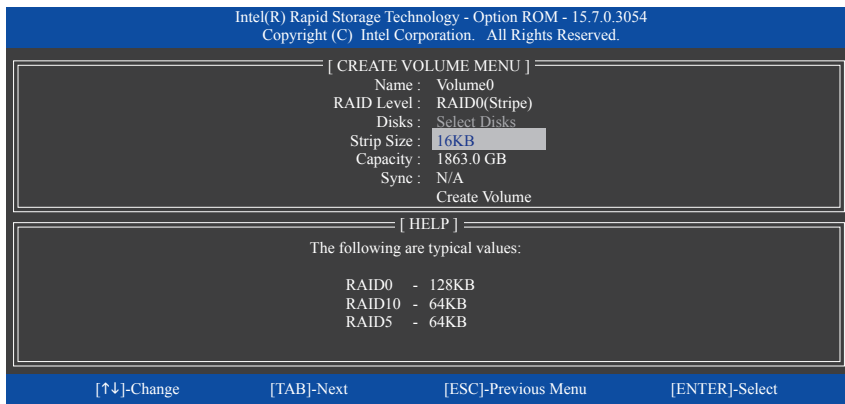 Intel(R) Rapid Storage Technology - Option ROM - 15.7.0.3054
Copyright (C) Intel Corporation. All Rights Reserved.
[ CREATE VOLUME MENU ]
Name : Volume0
RAID Level : RAID0(Stripe)
Disks : Select Disks
Strip Size : 16KB
Capacity : 1863.0 GB
Sync : N/A
Create Volume
[ HELP ]
The following are typical values:
RAID0 - 128KB
RAID10 - 64KB
RAID5 - 64KB
[↑↓]-Change [TAB]-Next [ESC]-Previous Menu [ENTER]-Select